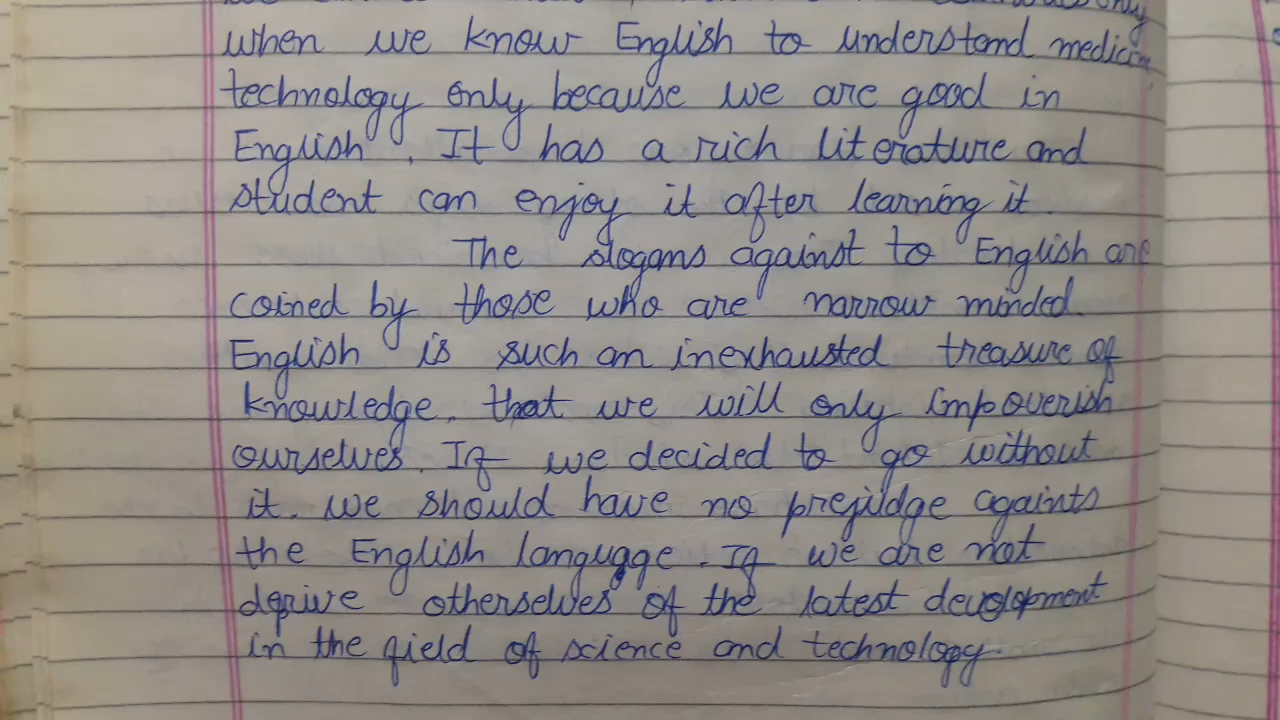 only
when we know English to understand
technology only because we are good in
English. It has a rich literature and
student can enjoy it after learning it.
The slogans against to English are
coined by those who are narrow minded.
English is such an inexhausted treasure of
knowledge. that we will only impoverish
ourselves. If we decided to go without
it. we should have no prejudge againts
the English langugge. If we are not
deprive otherselves of the latest development
in the field of science and technology.